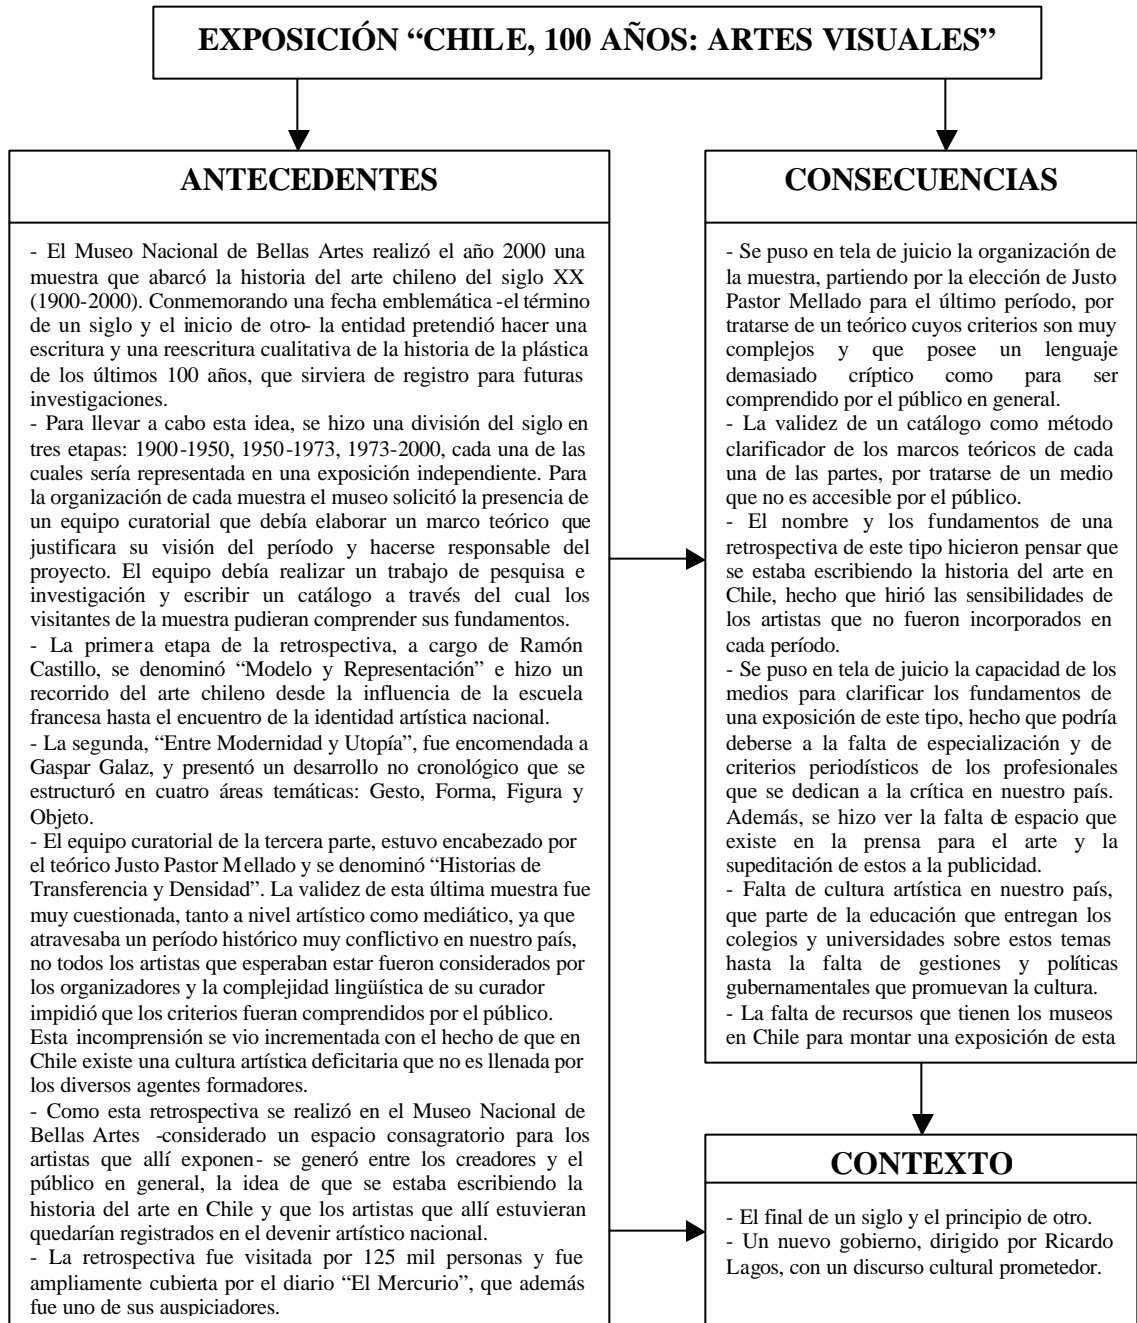 EXPOSICIÓN “CHILE, 100 AÑOS: ARTES VISUALES”
ANTECEDENTES
- El Museo Nacional de Bellas Artes realizó el año 2000 una
muestra que abarcó la historia del arte chileno del siglo XX
(1900-2000). Conmemorando una fecha emblemática -el término
de un siglo y el inicio de otro- la entidad pretendió hacer una
escritura y una reescritura cualitativa de la historia de la plástica
de los últimos 100 años, que sirviera de registro para futuras
investigaciones.
- Para llevar a cabo esta idea, se hizo una división del siglo en
tres etapas: 1900-1950, 1950-1973, 1973-2000, cada una de las
cuales sería representada en una exposición independiente. Para
la organización de cada muestra el museo solicitó la presencia de
un equipo curatorial que debía elaborar un marco teórico que
justificara su visión del período y hacerse responsable del
proyecto. El equipo debía realizar un trabajo de pesquisa e
investigación y escribir un catálogo a través del cual los
visitantes de la muestra pudieran comprender sus fundamentos.
- La primera etapa de la retrospectiva, a cargo de Ramón
Castillo, se denominó “Modelo y Representación” e hizo un
recorrido del arte chileno desde la influencia de la escuela
francesa hasta el encuentro de la identidad artística nacional.
- La segunda, “Entre Modernidad y Utopía”, fue encomendada a
Gaspar Galaz, y presentó un desarrollo no cronológico que se
estructuró en cuatro áreas temáticas: Gesto, Forma, Figura y
Objeto.
- El equipo curatorial de la tercera parte, estuvo encabezado por
el teórico Justo Pastor Mellado y se denominó “Historias de
Transferencia y Densidad”. La validez de esta última muestra fue
muy cuestionada, tanto a nivel artístico como mediático, ya que
atravesaba un período histórico muy conflictivo en nuestro país,
no todos los artistas que esperaban estar fueron considerados por
los organizadores y la complejidad lingüística de su curador
impidió que los criterios fueran comprendidos por el público.
Esta incomprensión se vio incrementada con el hecho de que en
Chile existe una cultura artística deficitaria que no es llenada por
los diversos agentes formadores.
- Como esta retrospectiva se realizó en el Museo Nacional de
Bellas Artes -considerado un espacio consagratorio para los
artistas que allí exponen- se generó entre los creadores y el
público en general, la idea de que se estaba escribiendo la
historia del arte en Chile y que los artistas que allí estuvieran
quedarían registrados en el devenir artístico nacional.
- La retrospectiva fue visitada por 125 mil personas y fue
ampliamente cubierta por el diario “El Mercurio”, que además
fue uno de sus auspiciadores.
CONSECUENCIAS
- Se puso en tela de juicio la organización de
la muestra, partiendo por la elección de Justo
Pastor Mellado para el último período, por
tratarse de un teórico cuyos criterios son muy
complejos y que posee un lenguaje
demasiado críptico como para ser
comprendido por el público en general.
- La validez de un catálogo como método
clarificador de los marcos teóricos de cada
una de las partes, por tratarse de un medio
que no es accesible por el público.
- El nombre y los fundamentos de una
retrospectiva de este tipo hicieron pensar que
se estaba escribiendo la historia del arte en
Chile, hecho que hirió las sensibilidades de
los artistas que no fueron incorporados en
cada período.
- Se puso en tela de juicio la capacidad de los
medios para clarificar los fundamentos de
una exposición de este tipo, hecho que podría
deberse a la falta de especialización y de
criterios periodísticos de los profesionales
que se dedican a la crítica en nuestro país.
Además, se hizo ver la falta de espacio que
existe en la prensa para el arte y la
supeditación de estos a la publicidad.
- Falta de cultura artística en nuestro país,
que parte de la educación que entregan los
colegios y universidades sobre estos temas
hasta la falta de gestiones y políticas
gubernamentales que promuevan la cultura.
- La falta de recursos que tienen los museos
en Chile para montar una exposición de esta
CONTEXTO
- El final de un siglo y el principio de otro.
- Un nuevo gobierno, dirigido por Ricardo
Lagos, con un discurso cultural prometedor.